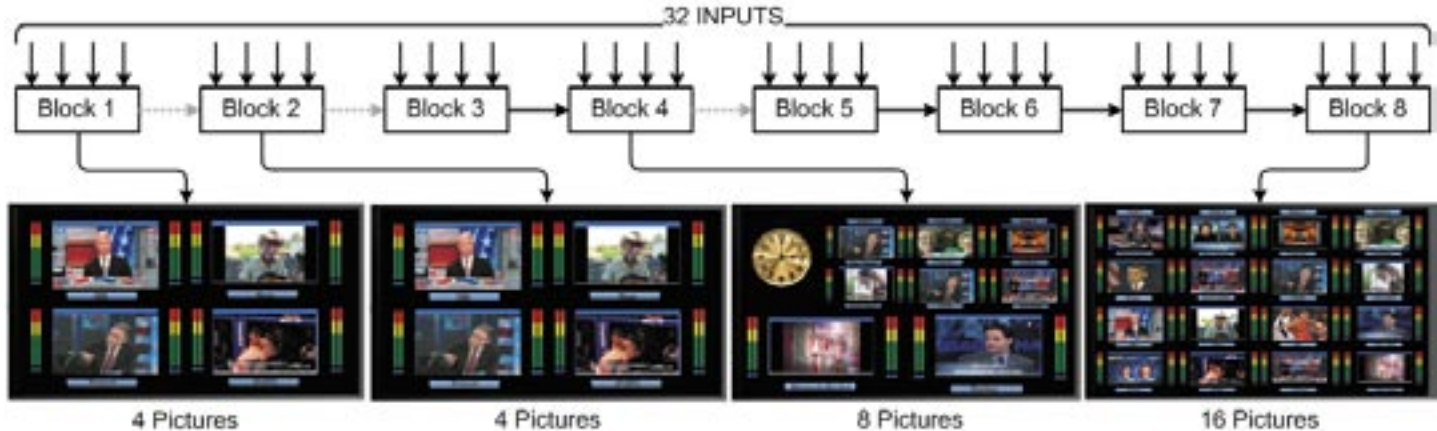 32 INPUTS
Block 1
Block 2
Block 3
Block 4
Block 5
Block 6
Block 7
Block 8
4 Pictures
4 Pictures
8 Pictures
16 Pictures